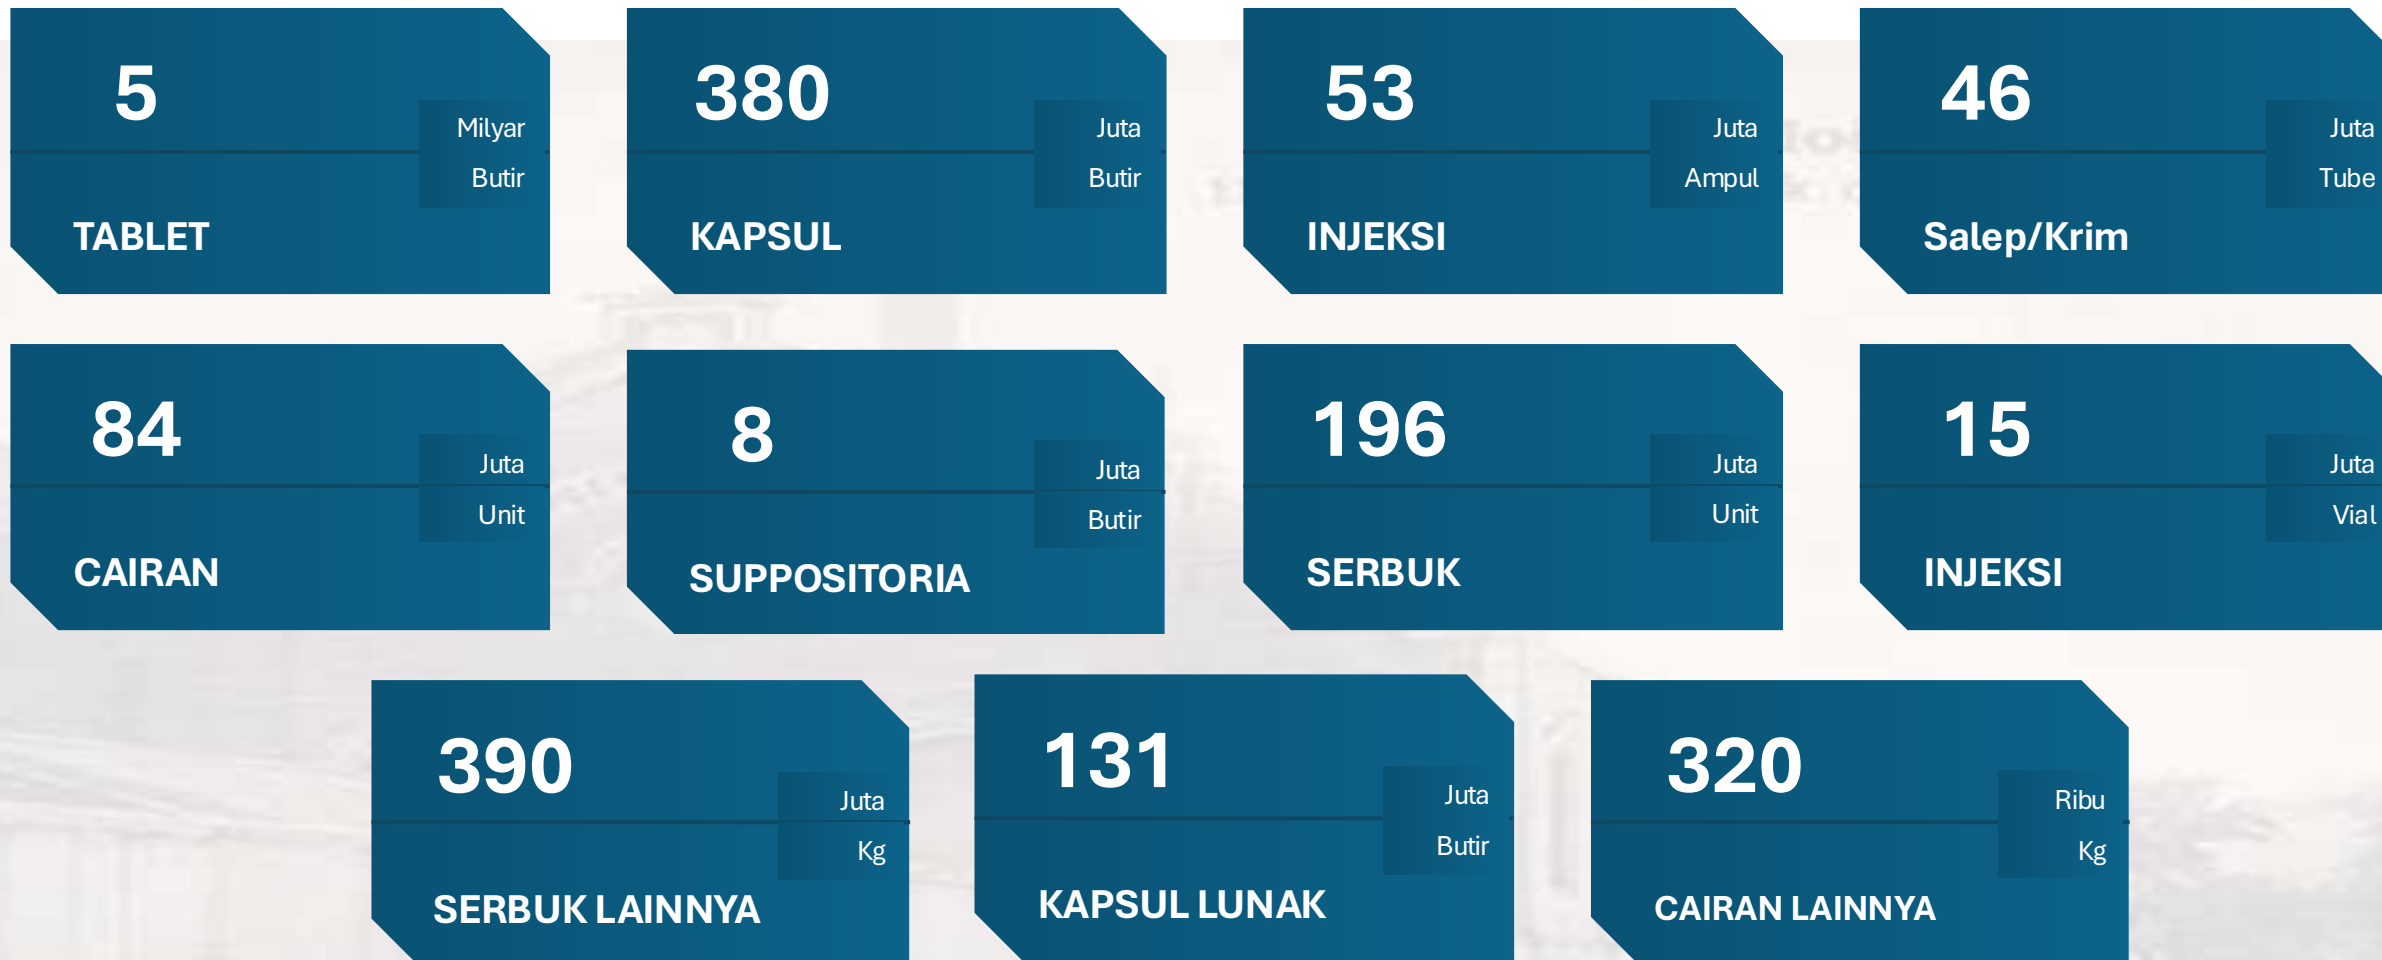 5
Milyar
Butir
TABLET
380
Juta
Butir
KAPSUL
53
Juta
Ampul
INJEKSI
46
Juta
Tube
Salep/Krim
84
Juta
Unit
CAIRAN
8
Juta
Butir
SUPPOSITORIA
196
Juta
Unit
SERBUK
15
Juta
Vial
INJEKSI
390
Juta
Kg
SERBUK LAINNYA
131
Juta
Butir
KAPSUL LUNAK
320
Ribu
Kg
CAIRAN LAINNYA